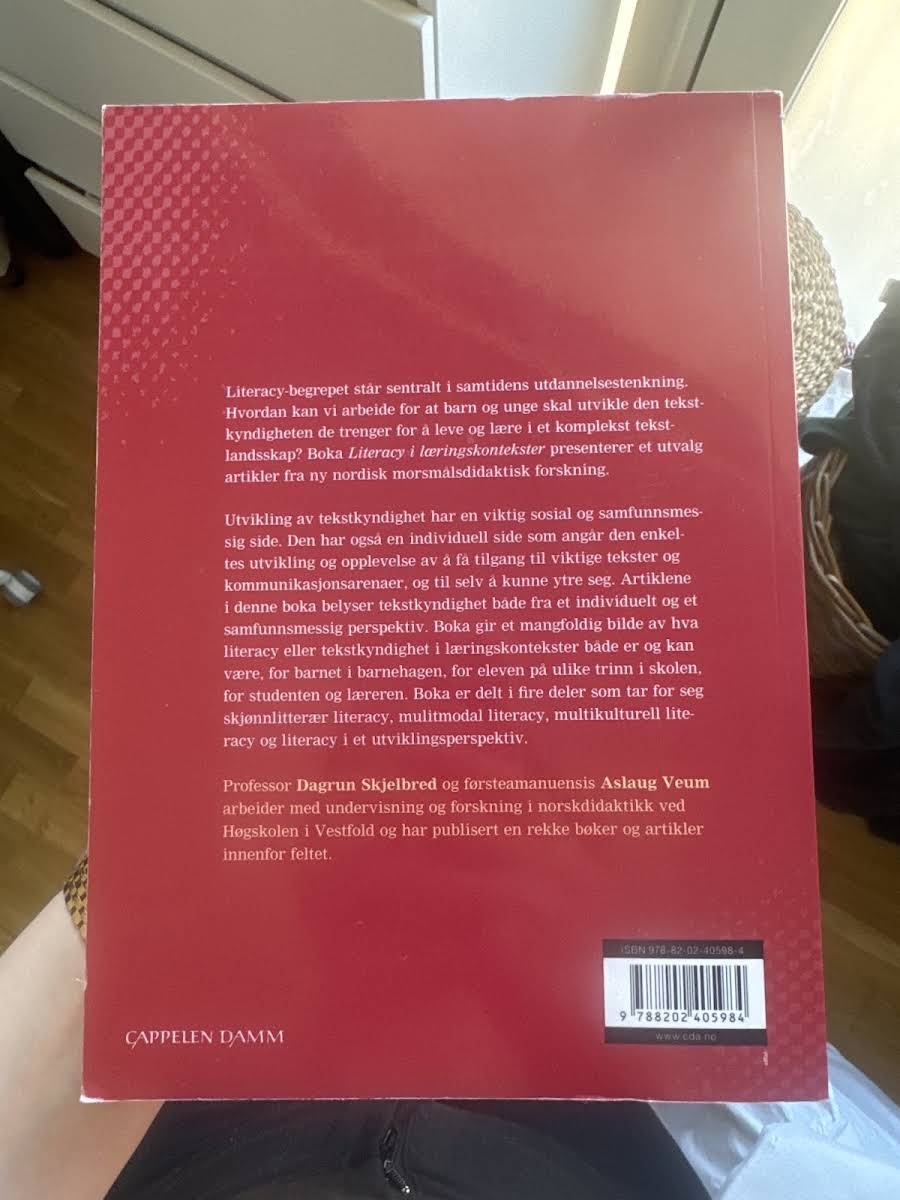 Literacy-begrepet står sentralt i samtidens utdannelsestenkning.
Hvordan kan vi arbeide for at barn og unge skal utvikle den tekst-
kyndigheten de trenger for å leve og lære i et komplekst tekst-
landsskap? Boka Literacy i læringskontekster presenterer et utvalg
artikler fra ny nordisk morsmålsdidaktisk forskning.
Utvikling av tekstkyndighet har en viktig sosial og samfunnsmes-
sig side. Den har også en individuell side som angår den enkel-
tes utvikling og opplevelse av å få tilgang til viktige tekster og
kommunikasjonsarenaer, og til selv å kunne ytre seg. Artiklene
i denne boka belyser tekstkyndighet både fra et individuelt og et
samfunnsmessig perspektiv. Boka gir et mangfoldig bilde av hva
literacy eller tekstkyndighet i læringskontekster både er og kan
være, for barnet i barnehagen, for eleven på ulike trinn i skolen,
for studenten og læreren. Boka er delt i fire deler som tar for seg
skjønnlitterær literacy, mulitmodal literacy, multikulturell lite-
racy og literacy i et utviklingsperspektiv.
Professor Dagrun Skjelbred og førsteamanuensis Aslaug Veum
arbeider med undervisning og forskning i norskdidaktikk ved
Høgskolen i Vestfold og har publisert en rekke bøker og artikler
innenfor feltet.
ISBN 978-82-02-40598-4
9 788202 405984
www.cda.no
CAPPELEN DAMM